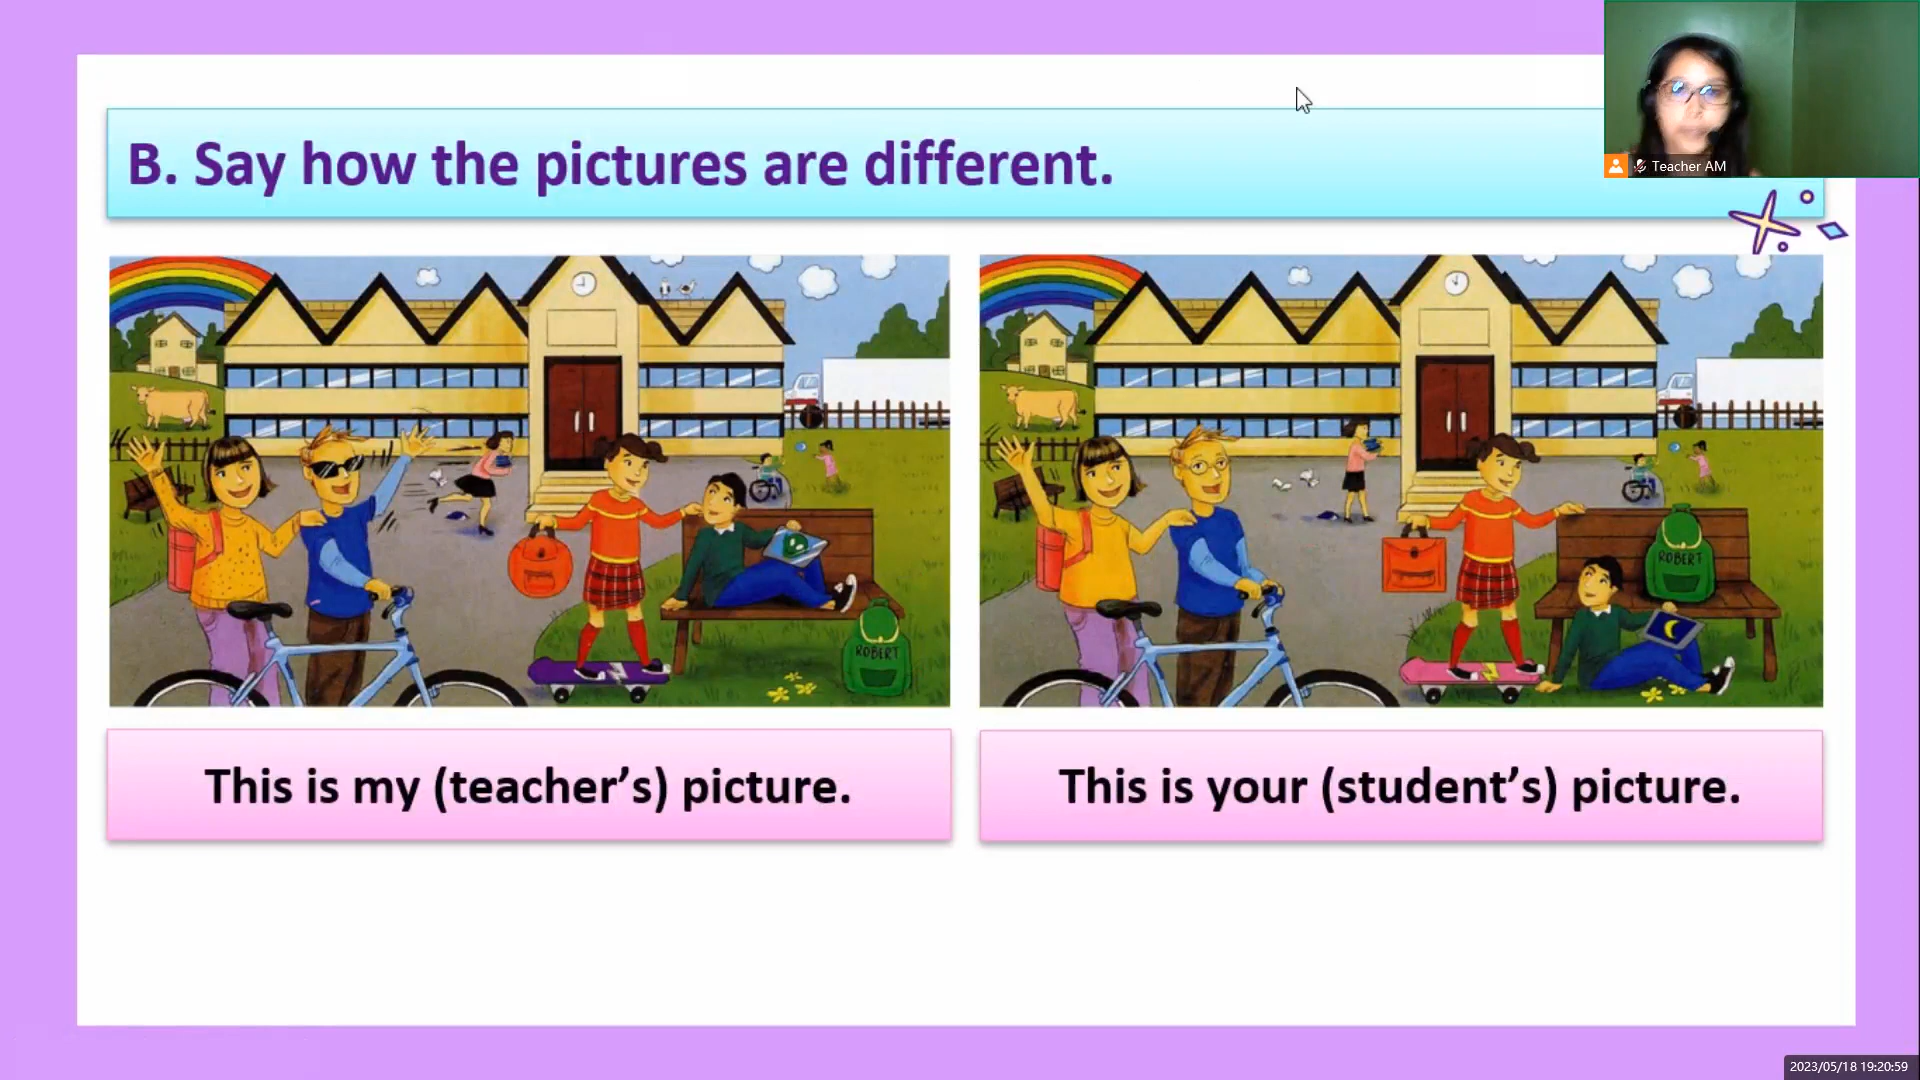 Teacher AM
B. Say how the pictures are different.
ROBERT
ROBERT
This is my (teacher’s) picture.
This is your (student’s) picture.
2023/05/18 19:20:59